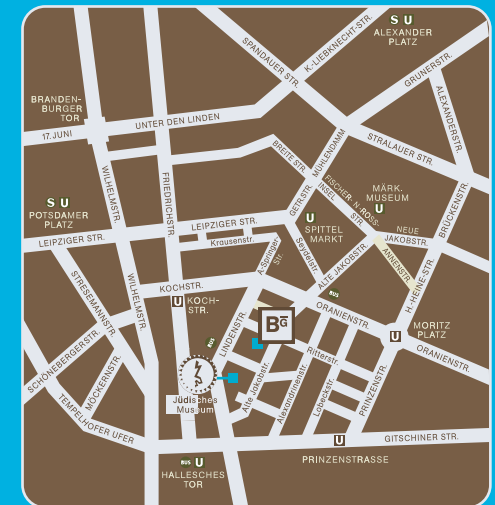 S U
ALEXANDER
PLATZ
K.-LIEBKNECHT-STR.
SPANDAUER STR.
GRUNERSTR.
ALEXANDERSTR.
BRANDEN-
BURGER
TOR
17. JUNI
UNTER DEN LINDEN
MÜHLENDAMM
STRALAUER STR.
BREITE STR.
WILHELMSTR.
FRIEDRICHSTR.
FISCHER-
INSEL
N. ROSS-
STR.
GETR.STR.
MÄRK.
MUSEUM
U
BRÜCKENSTR.
S U
POTSDAMER
PLATZ
LEIPZIGER STR.
LEIPZIGER STR.
Krausenstr.
U
SPITTEL
MARKT
NEUE
JAKOBSTR.
ANNENSTR.
A.-Springer-
Str.
Seydelstr.
ALTE JAKOBSTR.
H.-HEINE-STR.
STRESEMANNSTR.
WILHELMSTR.
KOCHSTR.
BUS
U
KOCH-
STR.
ORANIENSTR.
BG
LINDENSTR.
BUS
U
MORITZ
PLATZ
ORANIENSTR.
SCHÖNEBERGER STR.
MÖCKERNSTR.
Ritterstr.
Jüdisches
Museum
Alte Jakobstr.
Alexandrinenstr.
Lobeckstr.
PRINZENSTR.
TEMPELHOFER UFER
GITSCHINER STR.
U
PRINZENSTRASSE
BUS U
HALLESCHES
TOR